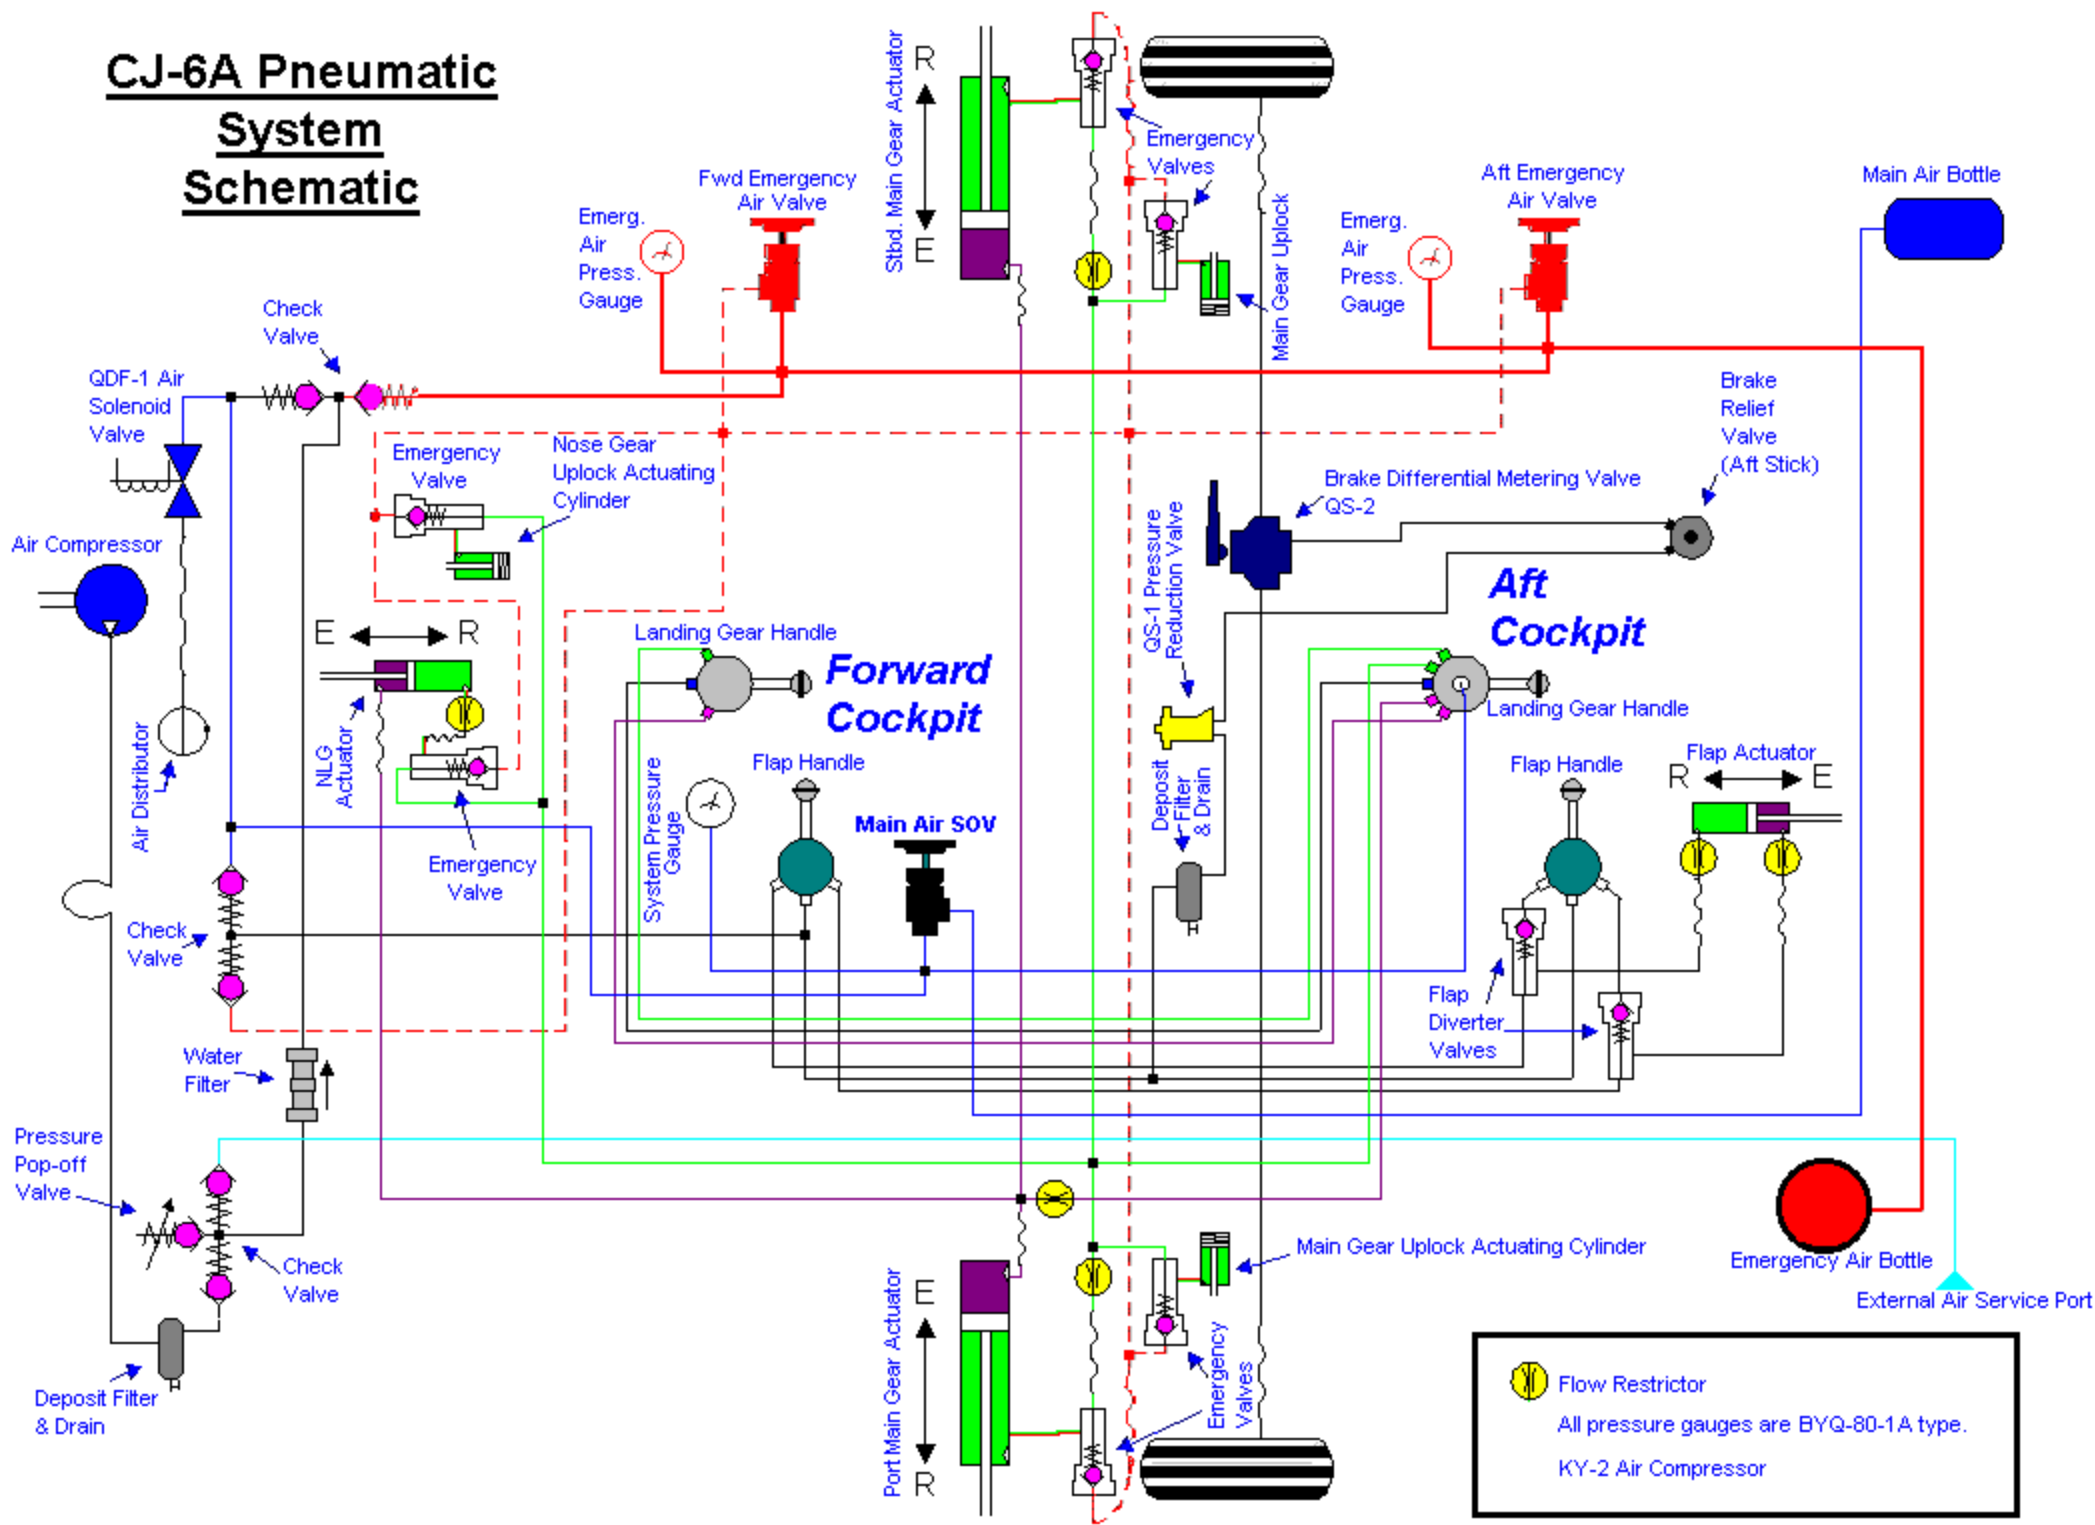 CJ-6A Pneumatic
System
Schematic
Stbd. Main Gear Actuator
R
E
Emergency
Valves
Main Gear Uplock
Fwd Emergency
Air Valve
Emerg.
Air
Press.
Gauge
Aft Emergency
Air Valve
Emerg.
Air
Press.
Gauge
Main Air Bottle
Check
Valve
QDF-1 Air
Solenoid
Valve
Emergency
Valve
Nose Gear
Uplock Actuating
Cylinder
Brake
Relief
Valve
(Aft Stick)
Brake Differential Metering Valve
QS-2
QS-1 Pressure
Reduction Valve
Air Compressor
E
R
NLG
Actuator
Landing Gear Handle
Forward
Cockpit
Aft
Cockpit
Landing Gear Handle
Air Distributor
Emergency
Valve
System Pressure
Gauge
Flap Handle
Main Air SOV
Deposit
Filter
& Drain
Flap Handle
Flap Actuator
R
E
Check
Valve
Flap
Diverter
Valves
Water
Filter
Pressure
Pop-off
Valve
Check
Valve
Deposit Filter
& Drain
Port Main Gear Actuator
E
R
Main Gear Uplock Actuating Cylinder
Emergency
Valves
Emergency Air Bottle
External Air Service Port
Flow Restrictor
All pressure gauges are BYQ-80-1A type.
KY-2 Air Compressor